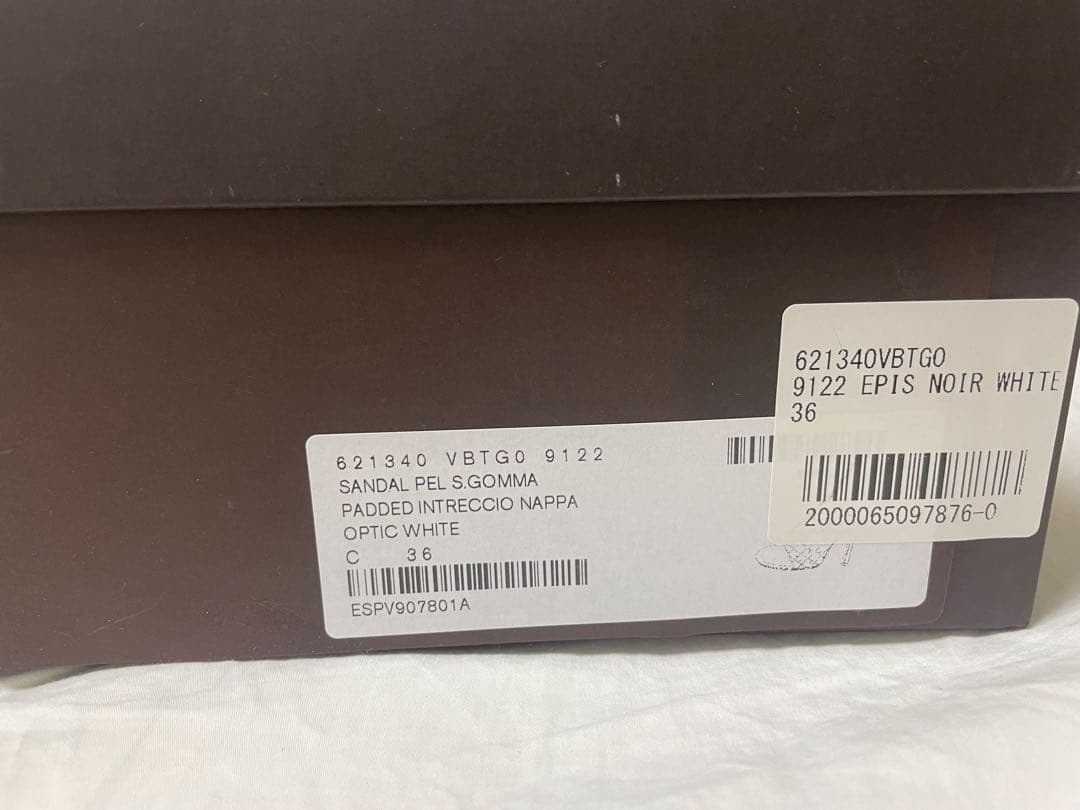 621340VBTG0
9122 EPIS NOIR WHITE
36
2000065097876-0
621340 VBTG0 9122
SANDAL PEL S.GOMMA
PADDED INTRECCIO NAPPA
OPTIC WHITE
C 36
ESPV907801A